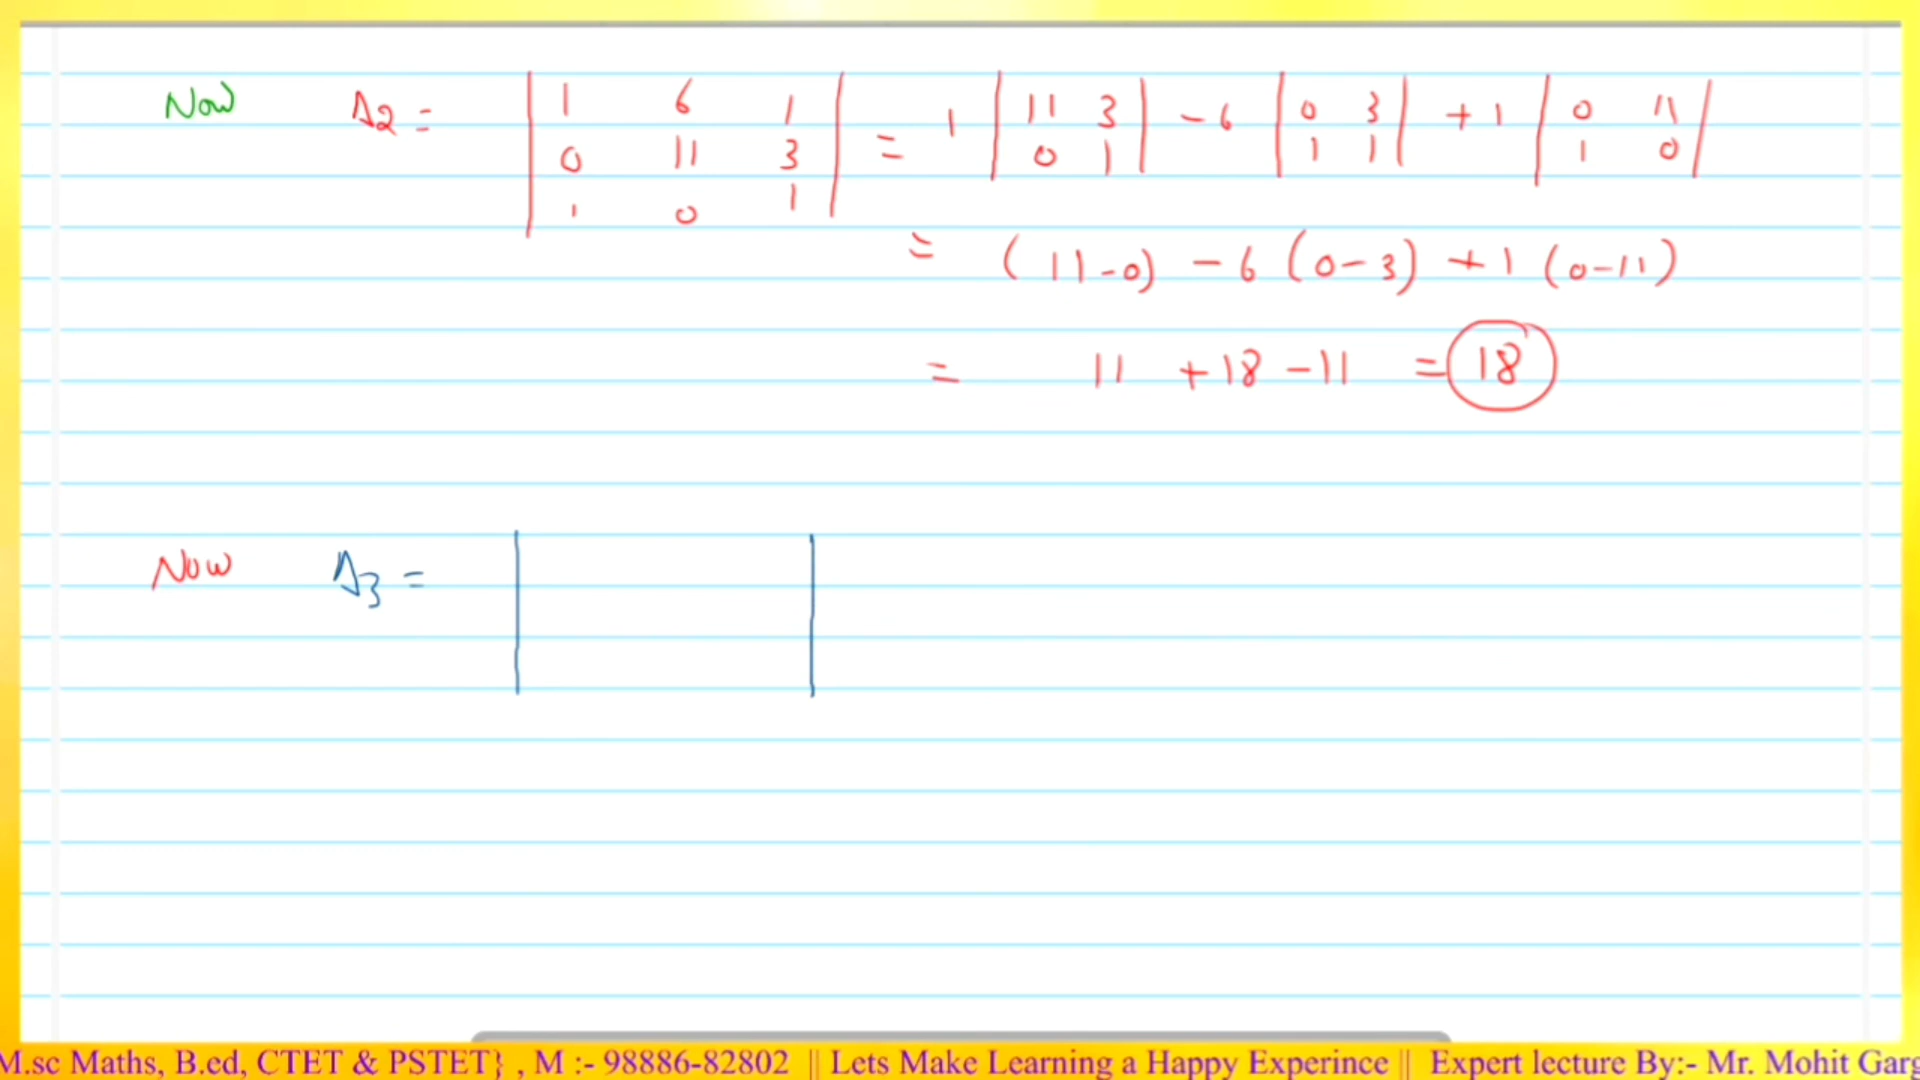 Now Δ2 = | 1 6 1 | = 1 | 11 3 | - 6 | 0 3 | + 1 | 0 11 |
| 0 11 3 | | 0 1 | | 1 1 | | 1 0 |
| 1 0 1 |
= (11-0) - 6 (0-3) + 1 (0-11)
= 11 + 18 - 11 = 18
Now Δ3 = | |
M.sc Maths, B.ed, CTET & PSTET} , M :- 98886-82802 || Lets Make Learning a Happy Experince || Expert lecture By:- Mr. Mohit Garg